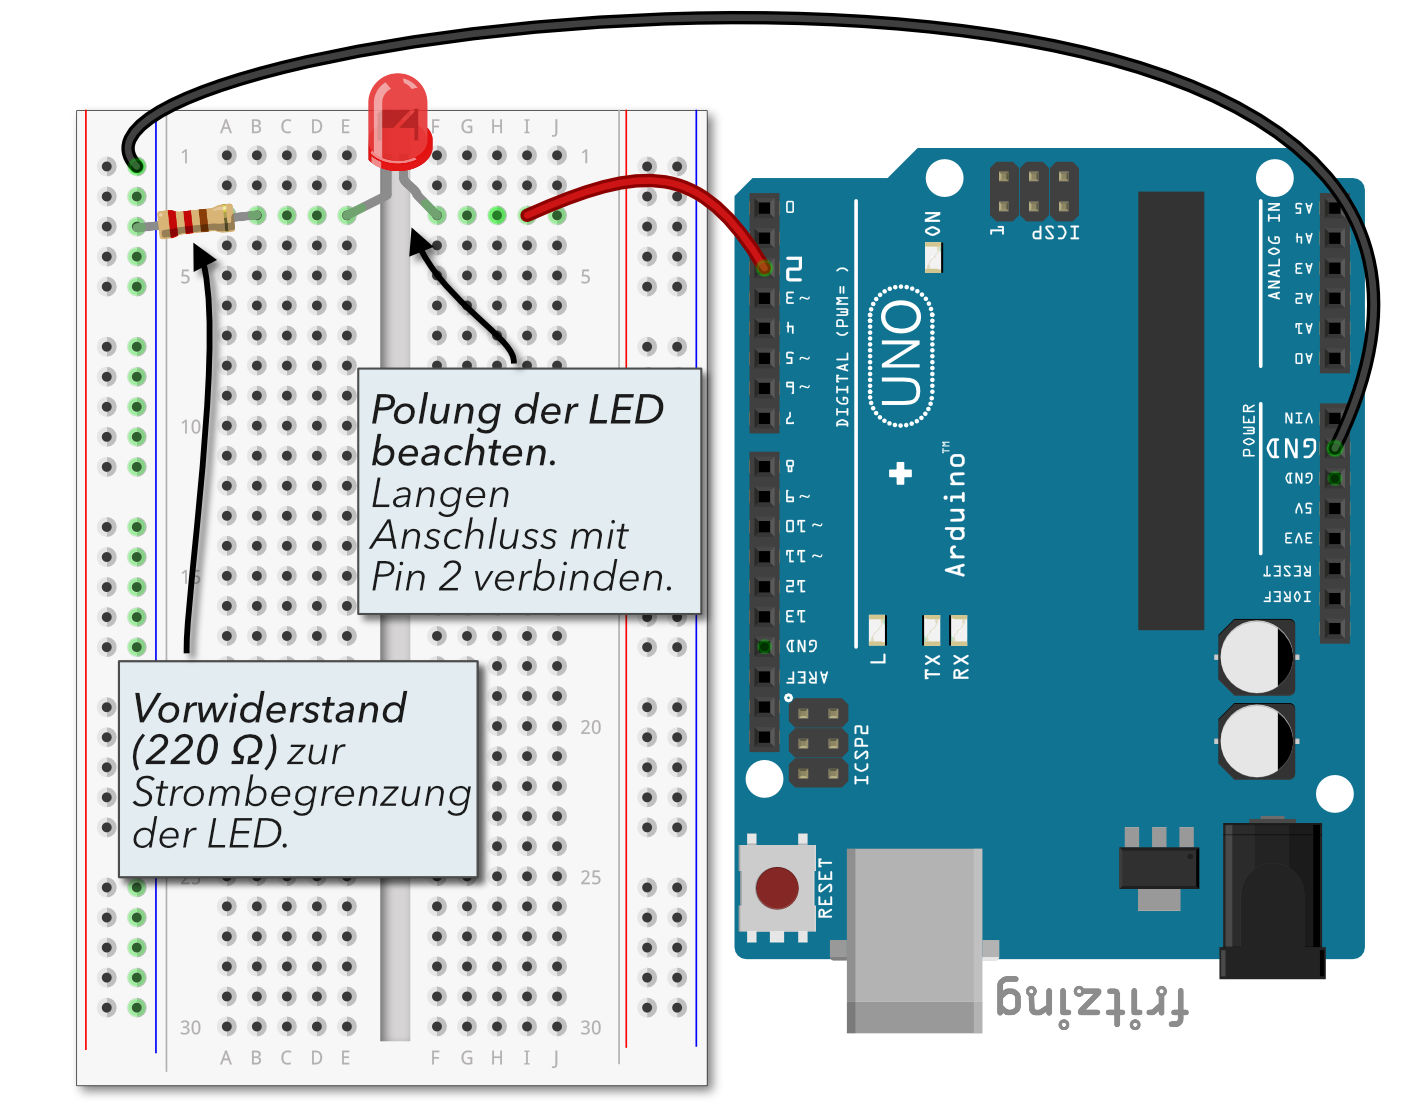 A B C D E F G H I J
1 1
5 5
10
15
20
25 25
30 30
A B C D E F G H I J
Polung der LED
beachten.
Langen
Anschluss mit
Pin 2 verbinden.
Vorwiderstand
(220 Ω) zur
Strombegrenzung
der LED.
0
2
~3
4
~5
~6
7
8
~9
~10
~11
12
13
GND
AREF
DIGITAL (PWM= )
ON
1 ICSP
UNO
Arduino™
L
TX
RX
ICSP2
RESET
ANALOG IN
A5
A4
A3
A2
A1
A0
POWER
VIN
GND
GND
5V
3V3
RESET
IOREF
fritzing